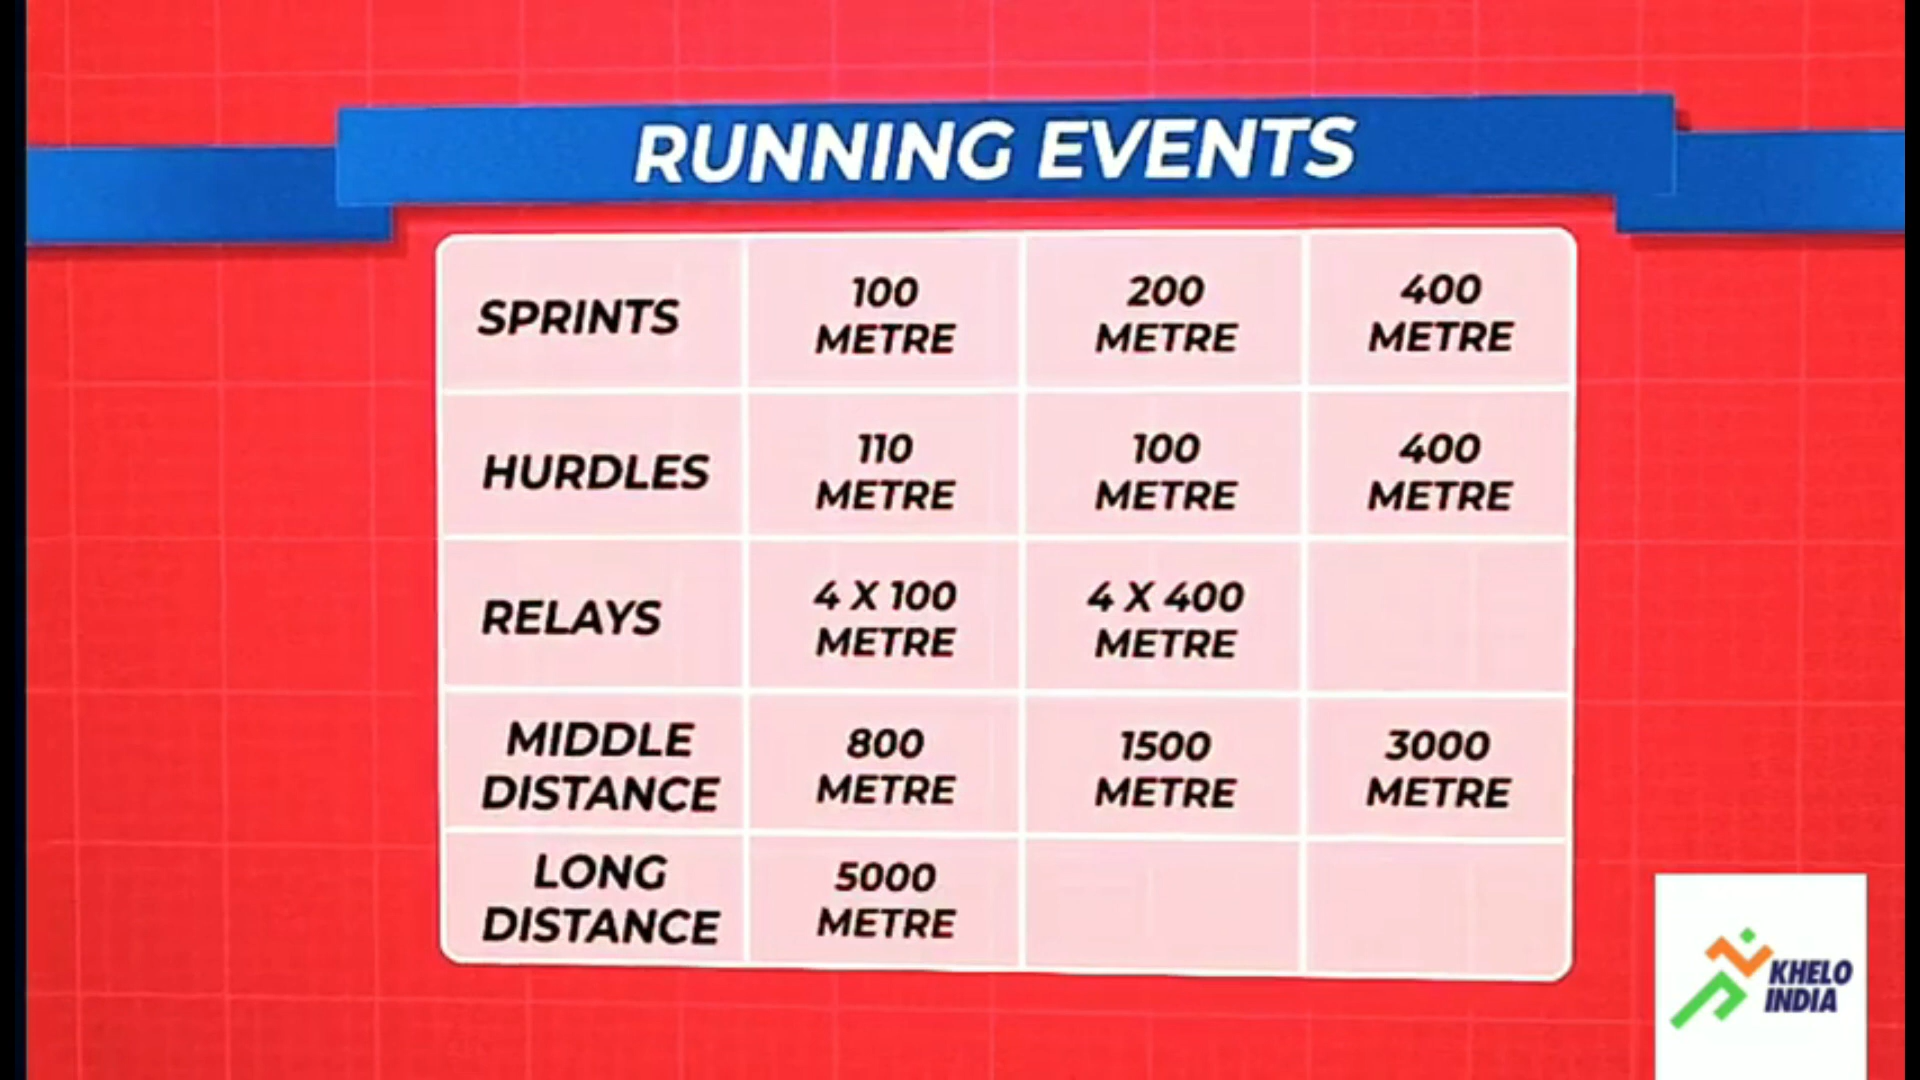 RUNNING EVENTS
SPRINTS
100
METRE
200
METRE
400
METRE
HURDLES
110
METRE
100
METRE
400
METRE
RELAYS
4 X 100
METRE
4 X 400
METRE
MIDDLE
DISTANCE
800
METRE
1500
METRE
3000
METRE
LONG
DISTANCE
5000
METRE
KHELO
INDIA